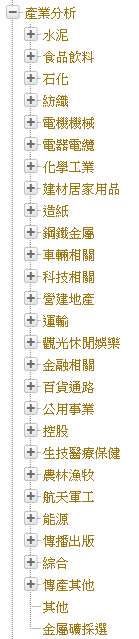 產業分析
水泥
食品飲料
石化
紡織
電機機械
電器電纜
化學工業
建材居家用品
造紙
鋼鐵金屬
車輛相關
科技相關
營建地產
運輸
觀光休閒娛樂
金融相關
百貨通路
公用事業
控股
生技醫療保健
農林漁牧
航天軍工
能源
傳播出版
綜合
傳產其他
其他
金屬礦採選